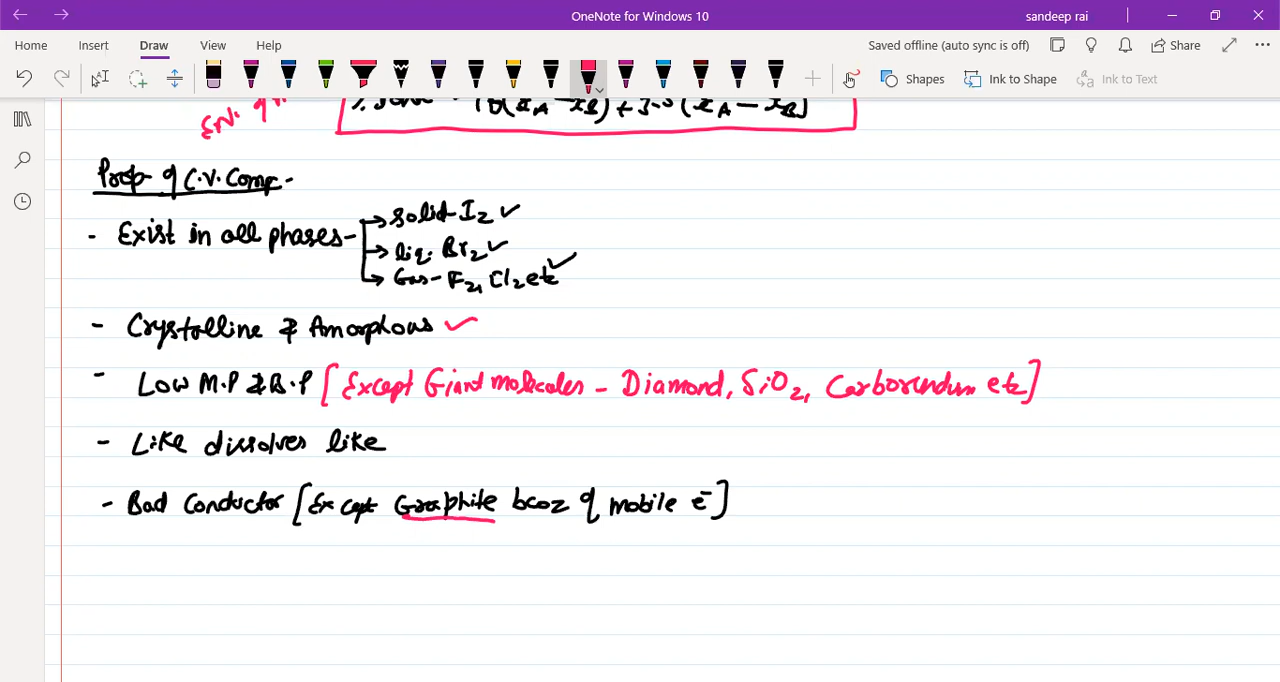 OneNote for Windows 10
sandeep rai
Home Insert Draw View Help
Saved offline (auto sync is off) Share
Shapes Ink to Shape Ink to Text
Prop of C.V. Comp.
- Exist in all phases - → Solid - I2 ✓
→ liq. Br2 ✓
→ Gas - F2, Cl2 etc ✓
- Crystalline & Amorphous ✓
- Low M.P & B.P [Except Giant molecules - Diamond, SiO2, Carborundum etc]
- Like dissolves like
- Bad Conductor [Except Graphite bcoz of mobile e-]